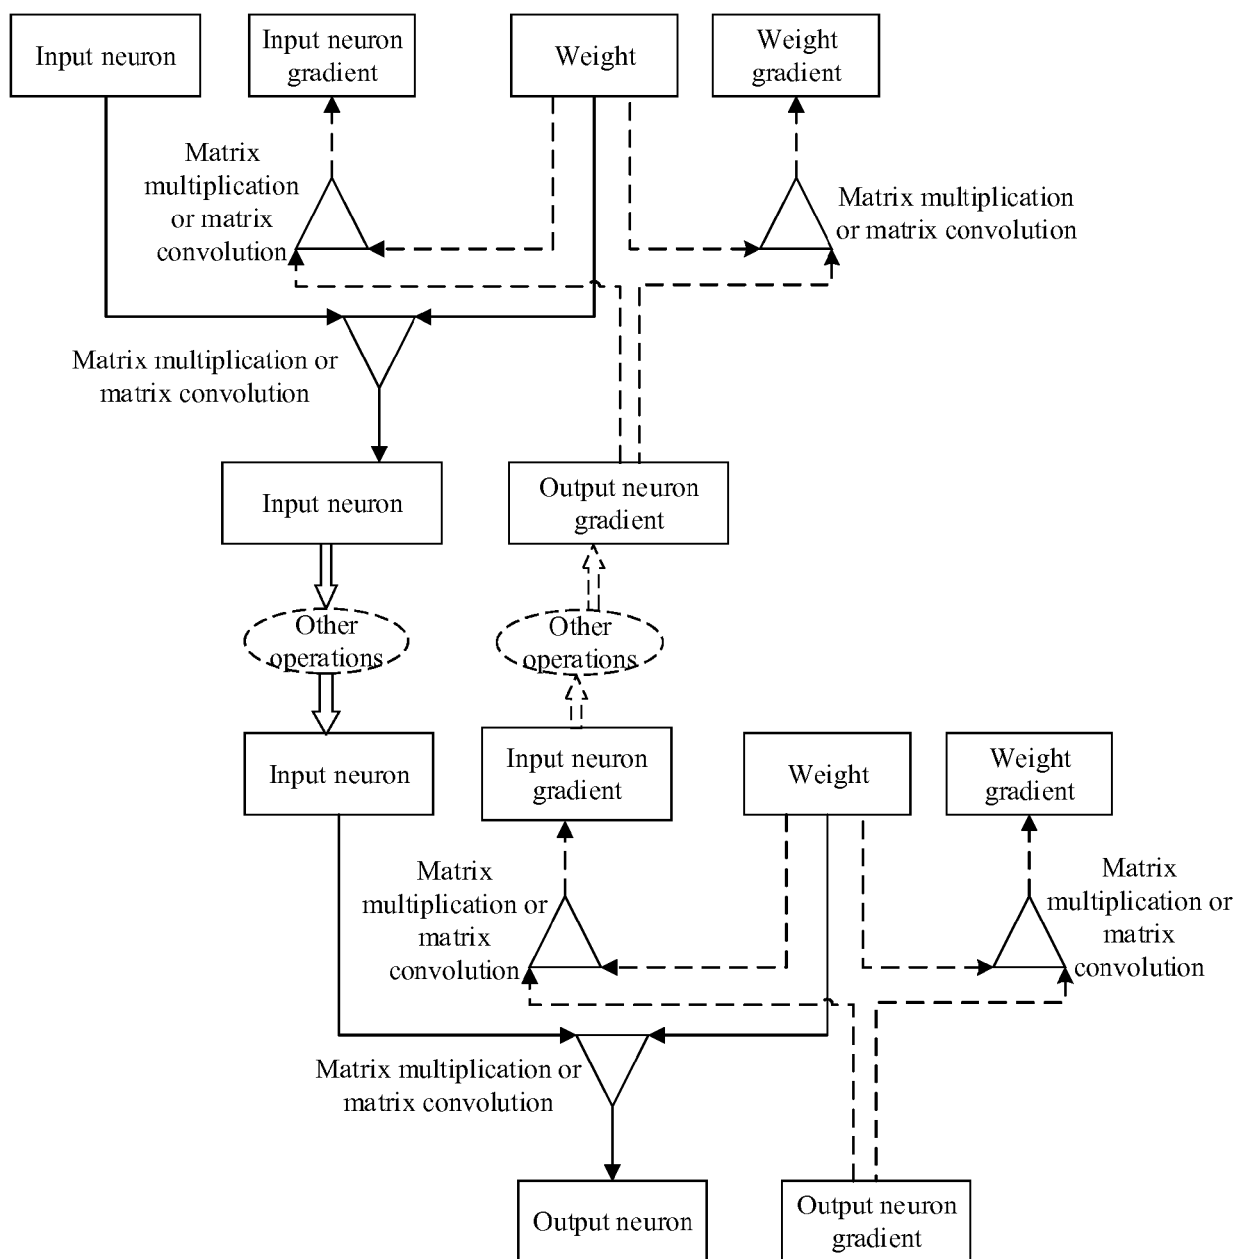 Input neuron
Input neuron
gradient
Weight
Weight
gradient
Matrix
multiplication
or matrix
convolution
Matrix multiplication
or matrix convolution
Matrix multiplication or
matrix convolution
Input neuron
Output neuron
gradient
Other
operations
Other
operations
Input neuron
Input neuron
gradient
Weight
Weight
gradient
Matrix
multiplication or
matrix
convolution
Matrix
multiplication or
matrix
convolution
Matrix multiplication or
matrix convolution
Output neuron
Output neuron
gradient